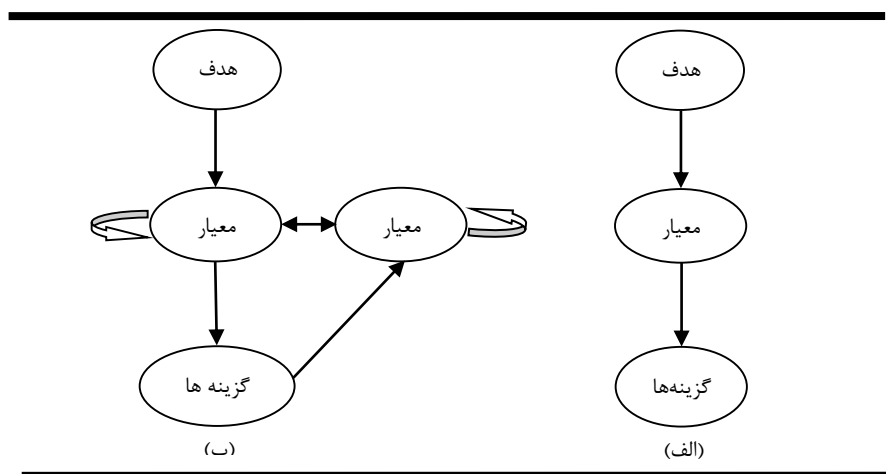 هدف
هدف
معیار
معیار
معیار
گزینه‌ها
گزینه ها
(الف)
(ب)